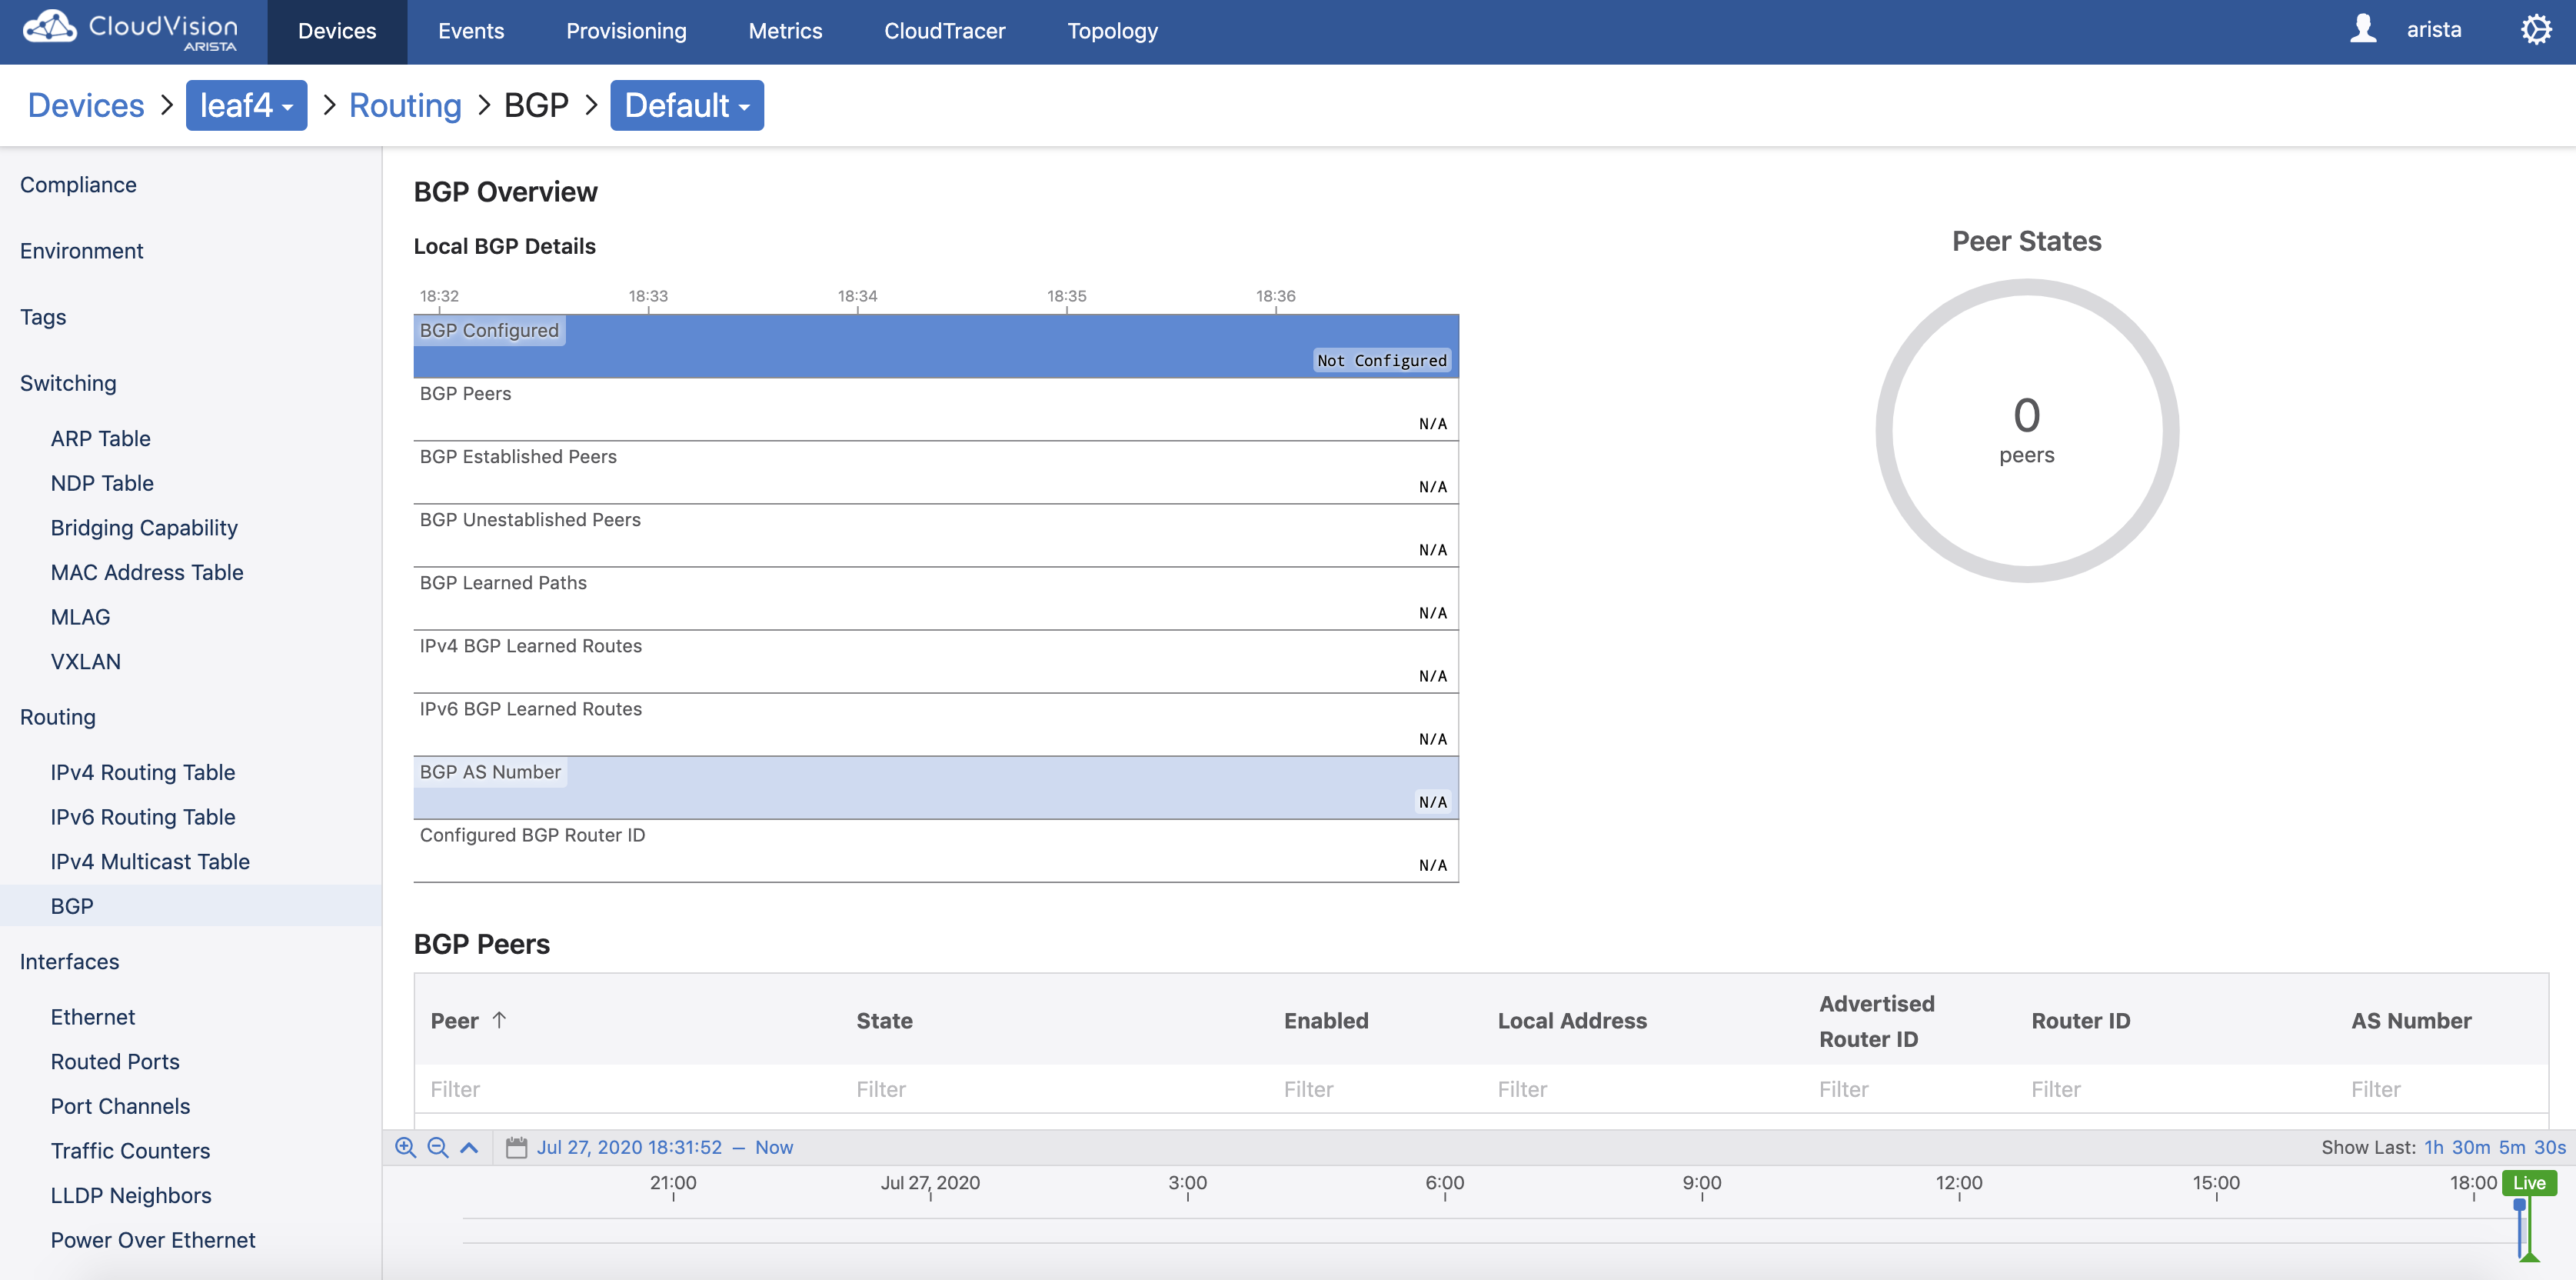 CloudVision
ARISTA
Devices
Events
Provisioning
Metrics
CloudTracer
Topology
arista
Devices > leaf4 > Routing > BGP > Default
Compliance
Environment
Tags
Switching
ARP Table
NDP Table
Bridging Capability
MAC Address Table
MLAG
VXLAN
Routing
IPv4 Routing Table
IPv6 Routing Table
IPv4 Multicast Table
BGP
Interfaces
Ethernet
Routed Ports
Port Channels
Traffic Counters
LLDP Neighbors
Power Over Ethernet
BGP Overview
Local BGP Details
18:32 18:33 18:34 18:35 18:36
BGP Configured
Not Configured
BGP Peers
N/A
BGP Established Peers
N/A
BGP Unestablished Peers
N/A
BGP Learned Paths
N/A
IPv4 BGP Learned Routes
N/A
IPv6 BGP Learned Routes
N/A
BGP AS Number
N/A
Configured BGP Router ID
N/A
Peer States
0
peers
BGP Peers
Peer ↑ State Enabled Local Address Advertised Router ID Router ID AS Number
Filter Filter Filter Filter Filter Filter Filter
Jul 27, 2020 18:31:52 – Now
Show Last: 1h 30m 5m 30s
21:00 Jul 27, 2020 3:00 6:00 9:00 12:00 15:00 18:00 Live